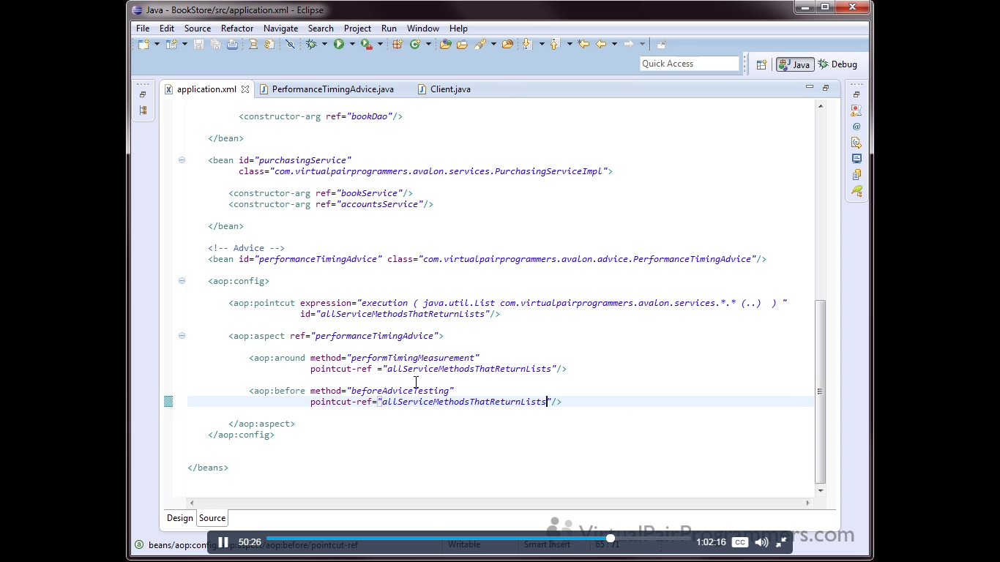 Java - BookStore/src/application.xml - Eclipse
File Edit Source Refactor Navigate Search Project Run Window Help
Quick Access
Java
Debug
application.xml
PerformanceTimingAdvice.java
Client.java
<constructor-arg ref="bookDao"/>
</bean>
<bean id="purchasingService"
class="com.virtualpairprogrammers.avalon.services.PurchasingServiceImpl">
<constructor-arg ref="bookService"/>
<constructor-arg ref="accountsService"/>
</bean>
<!-- Advice -->
<bean id="performanceTimingAdvice" class="com.virtualpairprogrammers.avalon.advice.PerformanceTimingAdvice"/>
<aop:config>
<aop:pointcut expression="execution ( java.util.List com.virtualpairprogrammers.avalon.services.*.* (..)  ) "
id="allServiceMethodsThatReturnLists"/>
<aop:aspect ref="performanceTimingAdvice">
<aop:around method="performTimingMeasurement"
pointcut-ref ="allServiceMethodsThatReturnLists"/>
<aop:before method="beforeAdviceTesting"
pointcut-ref="allServiceMethodsThatReturnLists"/>
</aop:aspect>
</aop:config>
</beans>
Design Source
VirtualPairProgrammers.com
beans/aop:config/aop:aspect/aop:before/pointcut-ref
Writable
Smart Insert
65 : 71
50:26
1:02:16
CC